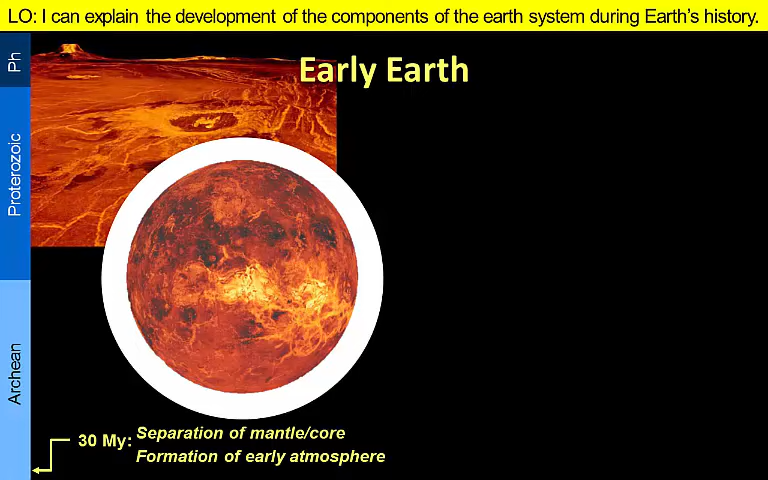 LO: I can explain the development of the components of the earth system during Earth's history.
Early Earth
Ph
Proterozoic
Archean
30 My: Separation of mantle/core
Formation of early atmosphere